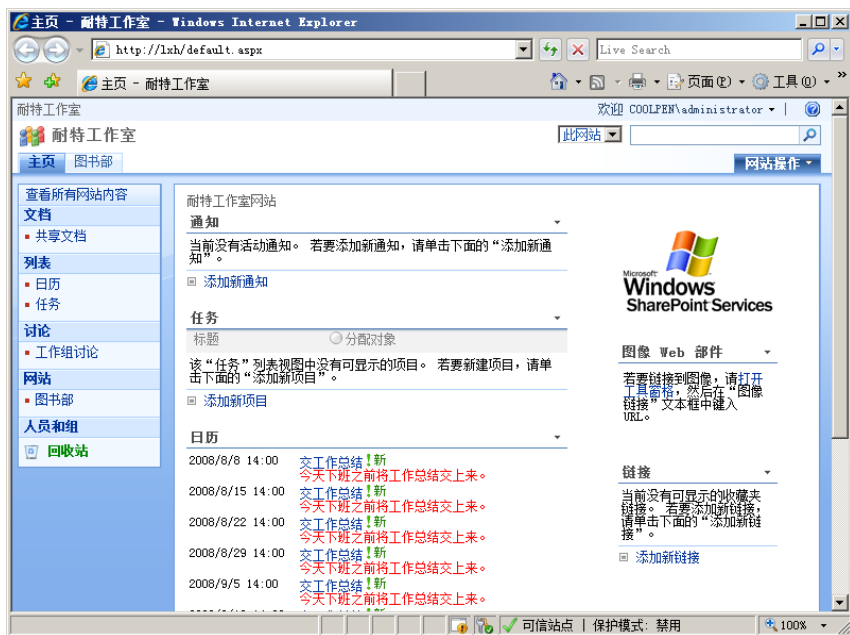 主页 - 耐特工作室 - Windows Internet Explorer
http://lxh/default.aspx
Live Search
主页 - 耐特工作室
页面(P)
工具(O)
耐特工作室
欢迎 COOLPEN\administrator
耐特工作室
此网站
主页
图书部
网站操作
查看所有网站内容
文档
共享文档
列表
日历
任务
讨论
工作组讨论
网站
图书部
人员和组
回收站
耐特工作室网站
通知
当前没有活动通知。 若要添加新通知，请单击下面的“添加新通
知”。
添加新通知
任务
标题
分配对象
该“任务”列表视图中没有可显示的项目。 若要新建项目，请单
击下面的“添加新项目”。
添加新项目
日历
2008/8/8 14:00 交工作总结!新
今天下班之前将工作总结交上来。
2008/8/15 14:00 交工作总结!新
今天下班之前将工作总结交上来。
2008/8/22 14:00 交工作总结!新
今天下班之前将工作总结交上来。
2008/8/29 14:00 交工作总结!新
今天下班之前将工作总结交上来。
2008/9/5 14:00 交工作总结!新
今天下班之前将工作总结交上来。
Microsoft
Windows
SharePoint Services
图像 Web 部件
若要链接到图像，请打开
工具窗格，然后在“图像
链接”文本框中键入
URL。
链接
当前没有可显示的收藏夹
链接。 若要添加新链接，
请单击下面的“添加新链
接”。
添加新链接
可信站点 | 保护模式: 禁用
100%